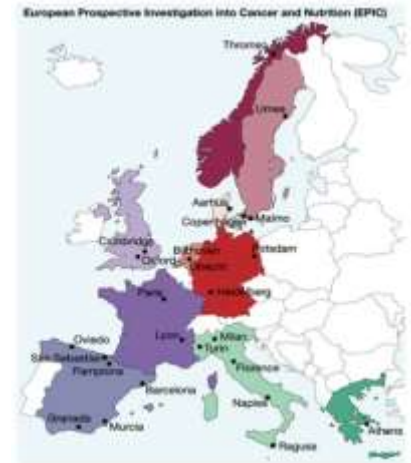 European Prospective Investigation into Cancer and Nutrition (EPIC)
Thromso
Umea
Aarhus
Copenhagen
Malmo
Cambridge
Oxford
Bilthoven
Utrecht
Potsdam
Heidelberg
Paris
Lyon
Milan
Turin
Florence
Oviedo
San Sebastian
Pamplona
Barcelona
Naples
Granada
Murcia
Ragusa
Athens